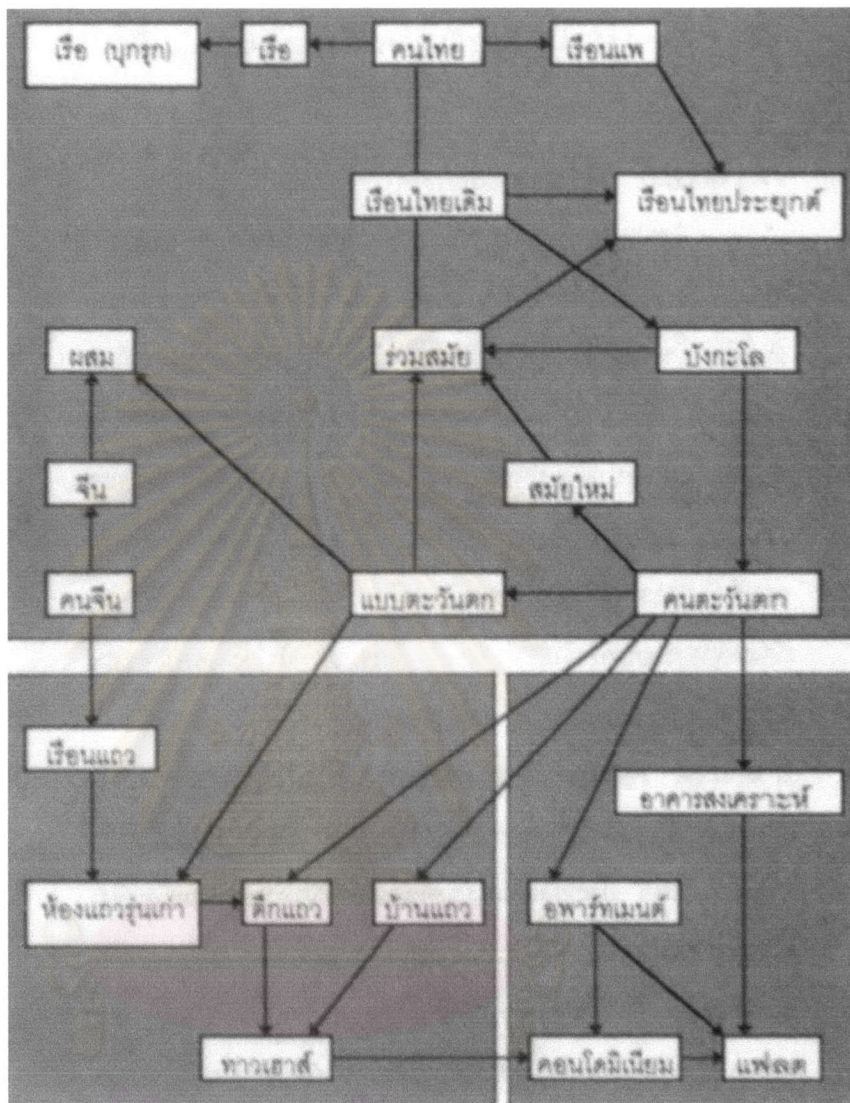 เรือ (บุกรุก) เรือ คนไทย เรือนแพ
เรือนไทยเดิม เรือนไทยประยุกต์
ผสม ร่วมสมัย บังกะโล
จีน สมัยใหม่
คนจีน แบบตะวันตก คนตะวันตก
เรือนแถว
อาคารสงเคราะห์
ห้องแถวรุ่นเก่า ตึกแถว บ้านแถว อพาร์ทเมนต์
ทาวเฮาส์ คอนโดมิเนียม แฟลต